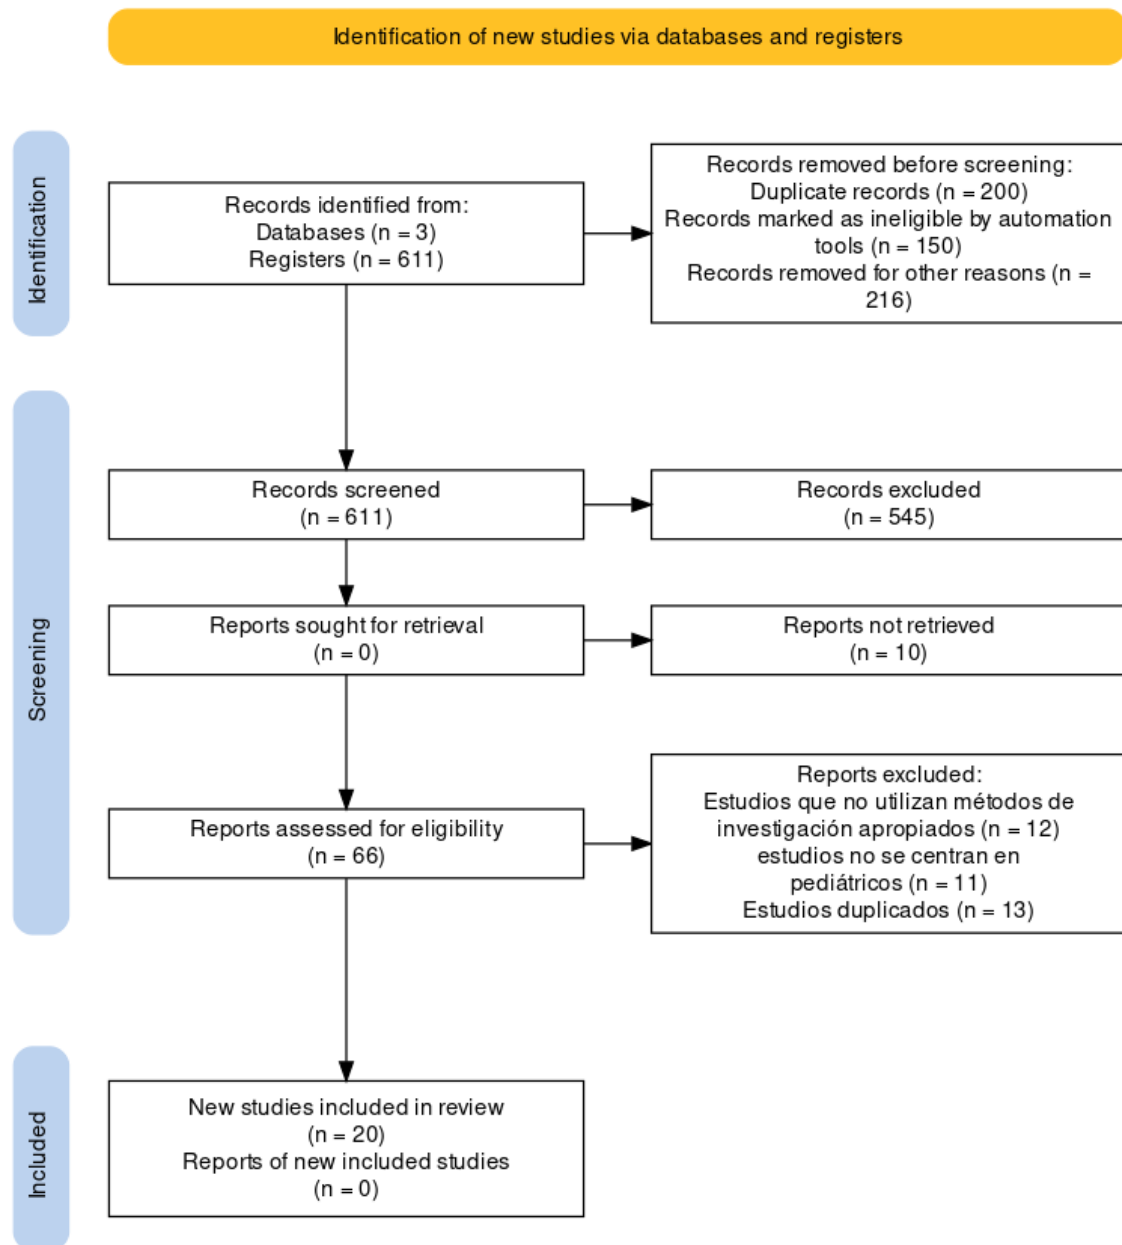 Identification of new studies via databases and registers
Identification
Records identified from:
Databases (n = 3)
Registers (n = 611)
Records removed before screening:
Duplicate records (n = 200)
Records marked as ineligible by automation
tools (n = 150)
Records removed for other reasons (n =
216)
Screening
Records screened
(n = 611)
Records excluded
(n = 545)
Reports sought for retrieval
(n = 0)
Reports not retrieved
(n = 10)
Reports assessed for eligibility
(n = 66)
Reports excluded:
Estudios que no utilizan métodos de
investigación apropiados (n = 12)
estudios no se centran en
pediátricos (n = 11)
Estudios duplicados (n = 13)
Included
New studies included in review
(n = 20)
Reports of new included studies
(n = 0)